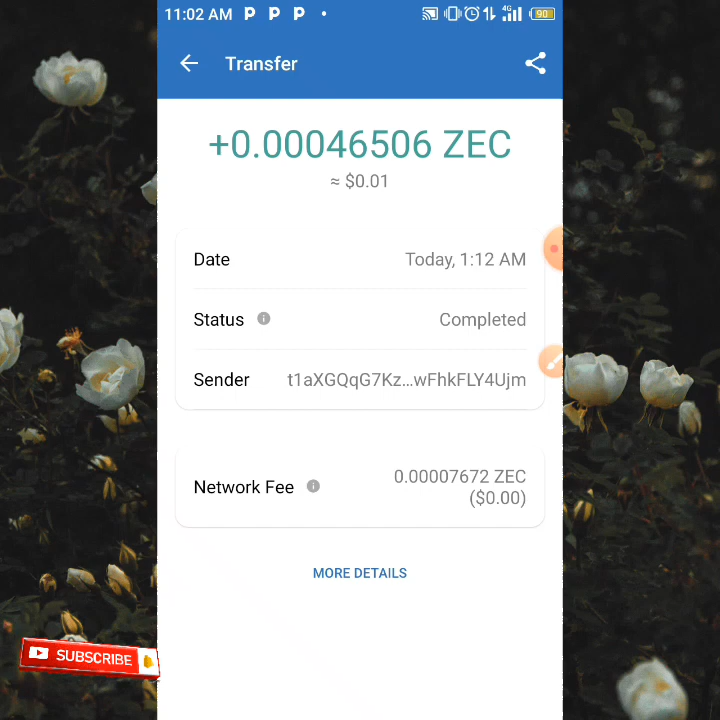 11:02 AM P P P
4G
90
Transfer
+0.00046506 ZEC
≈ $0.01
Date Today, 1:12 AM
Status Completed
Sender t1aXGQqG7Kz...wFhkFLY4Ujm
Network Fee 0.00007672 ZEC
($0.00)
MORE DETAILS
SUBSCRIBE